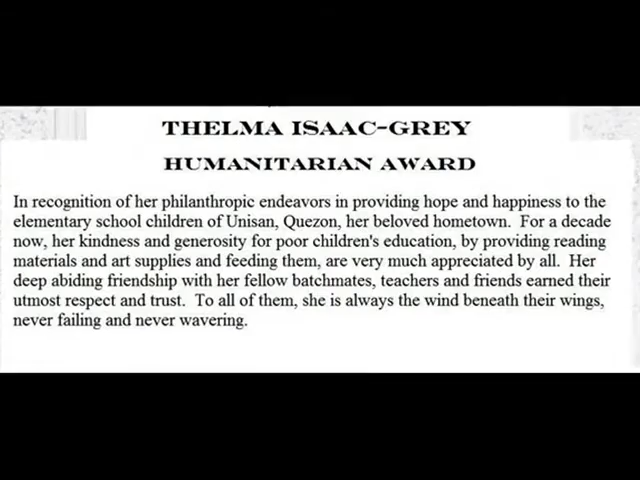 THELMA ISAAC-GREY
HUMANITARIAN AWARD
In recognition of her philanthropic endeavors in providing hope and happiness to the
elementary school children of Unisan, Quezon, her beloved hometown.  For a decade
now, her kindness and generosity for poor children's education, by providing reading
materials and art supplies and feeding them, are very much appreciated by all.  Her
deep abiding friendship with her fellow batchmates, teachers and friends earned their
utmost respect and trust.  To all of them, she is always the wind beneath their wings,
never failing and never wavering.